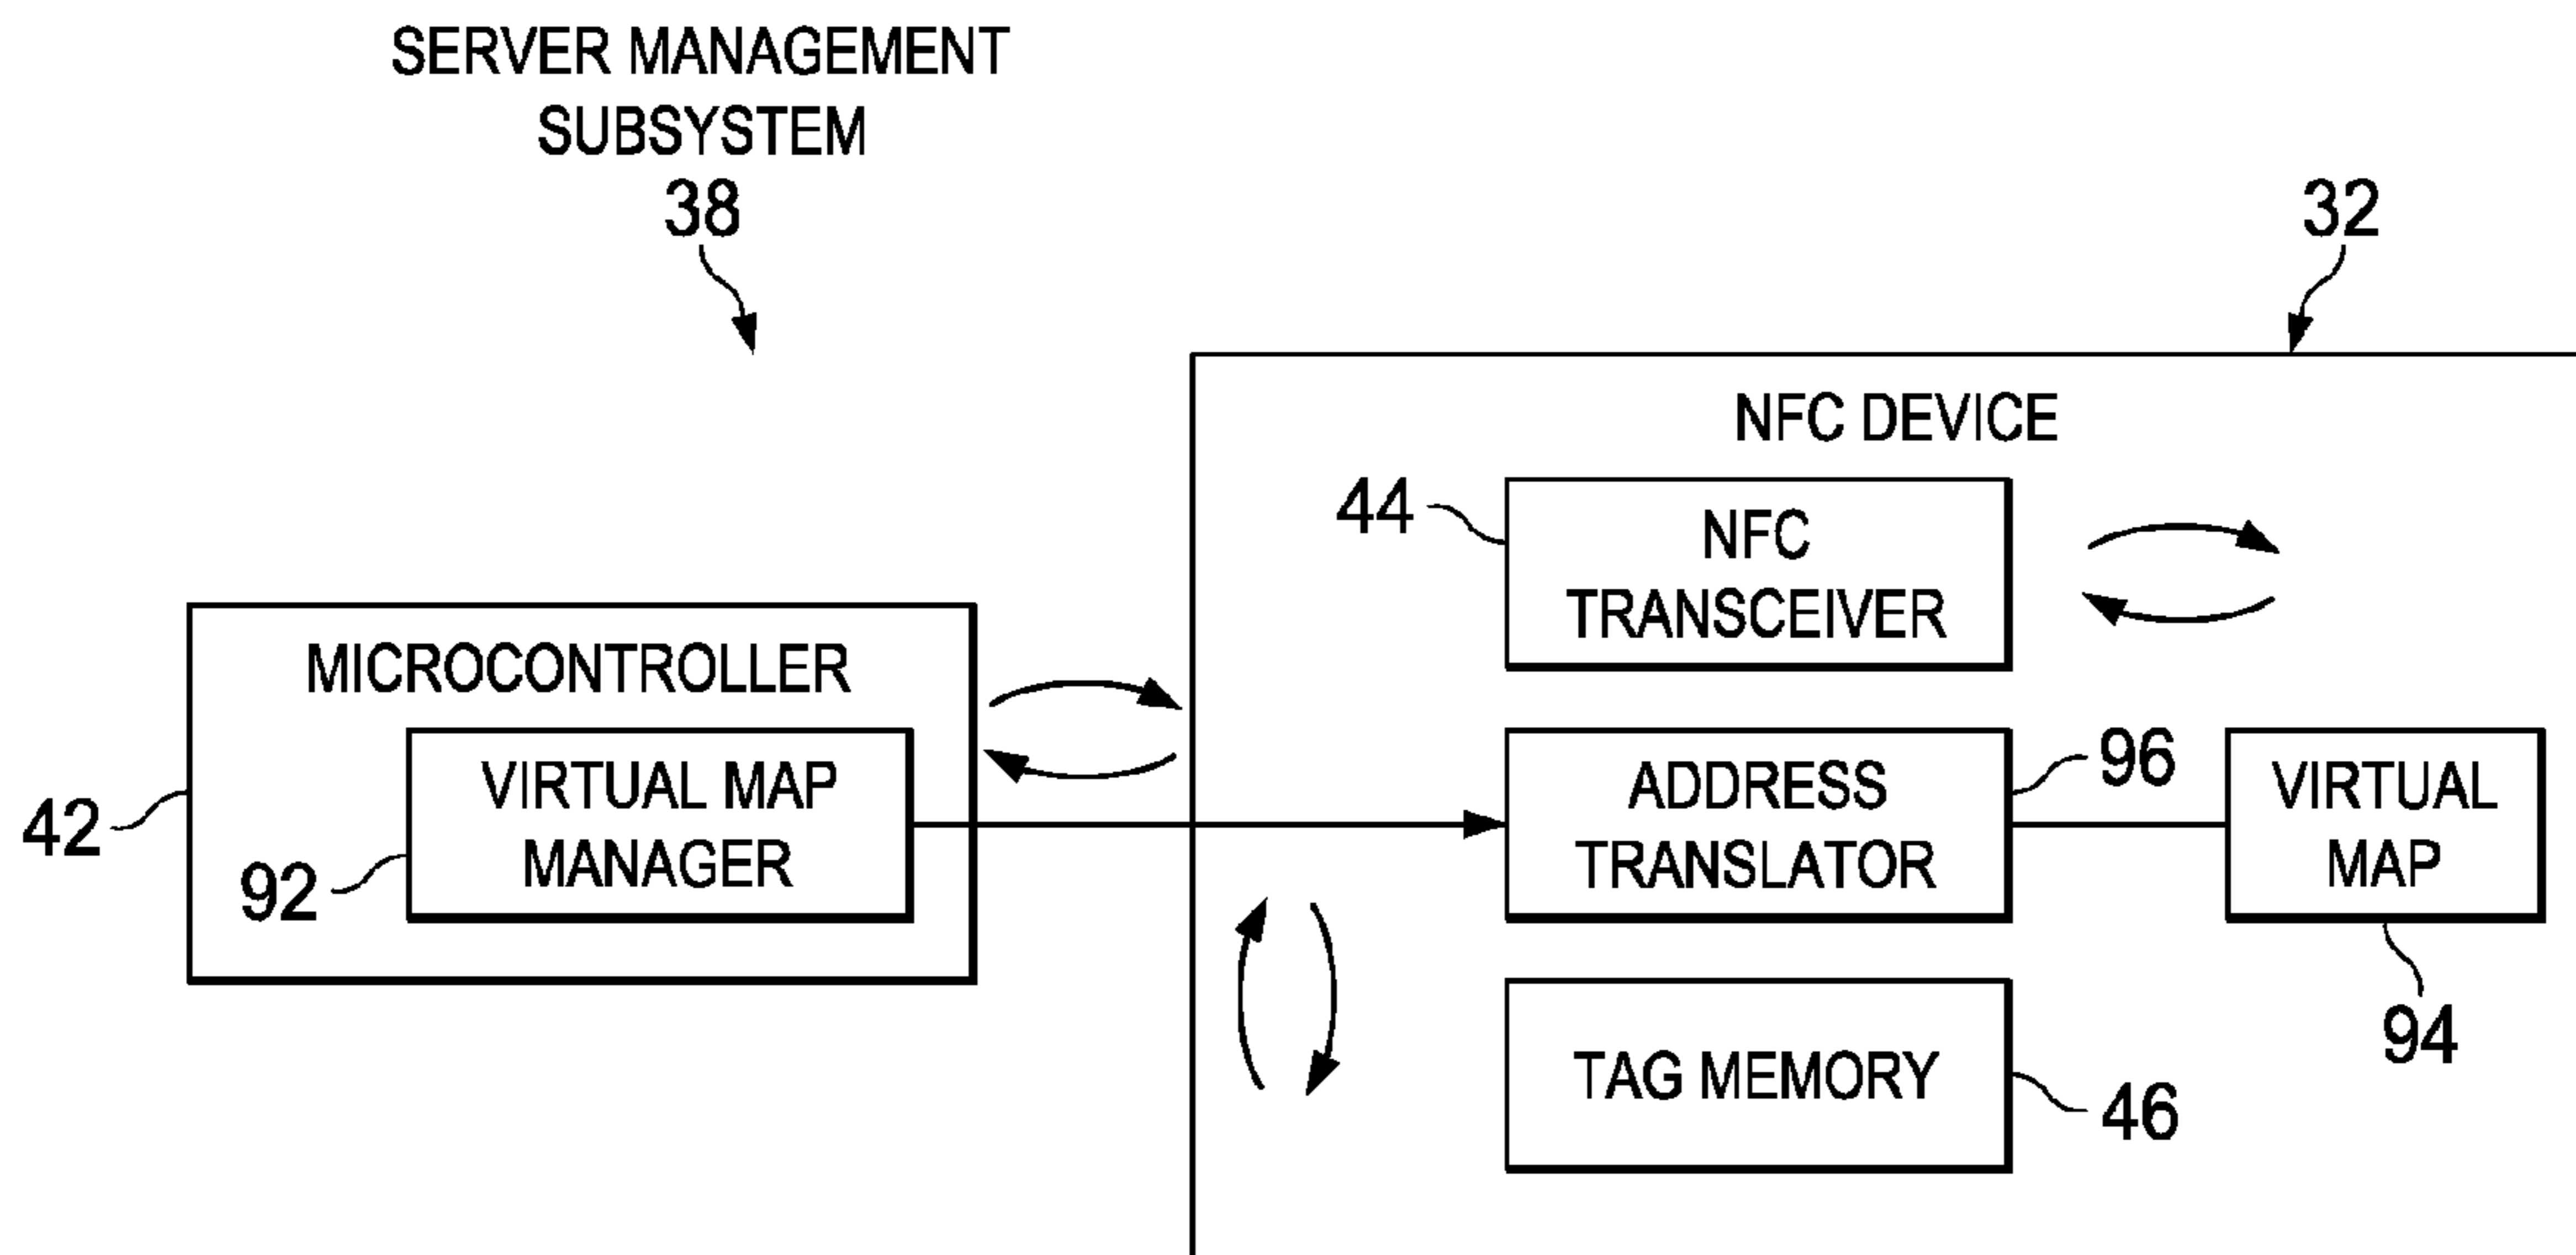 SERVER MANAGEMENT
SUBSYSTEM
38
32
NFC DEVICE
44
NFC
TRANSCEIVER
MICROCONTROLLER
42
VIRTUAL MAP
MANAGER
92
ADDRESS
TRANSLATOR
96
VIRTUAL
MAP
94
TAG MEMORY
46